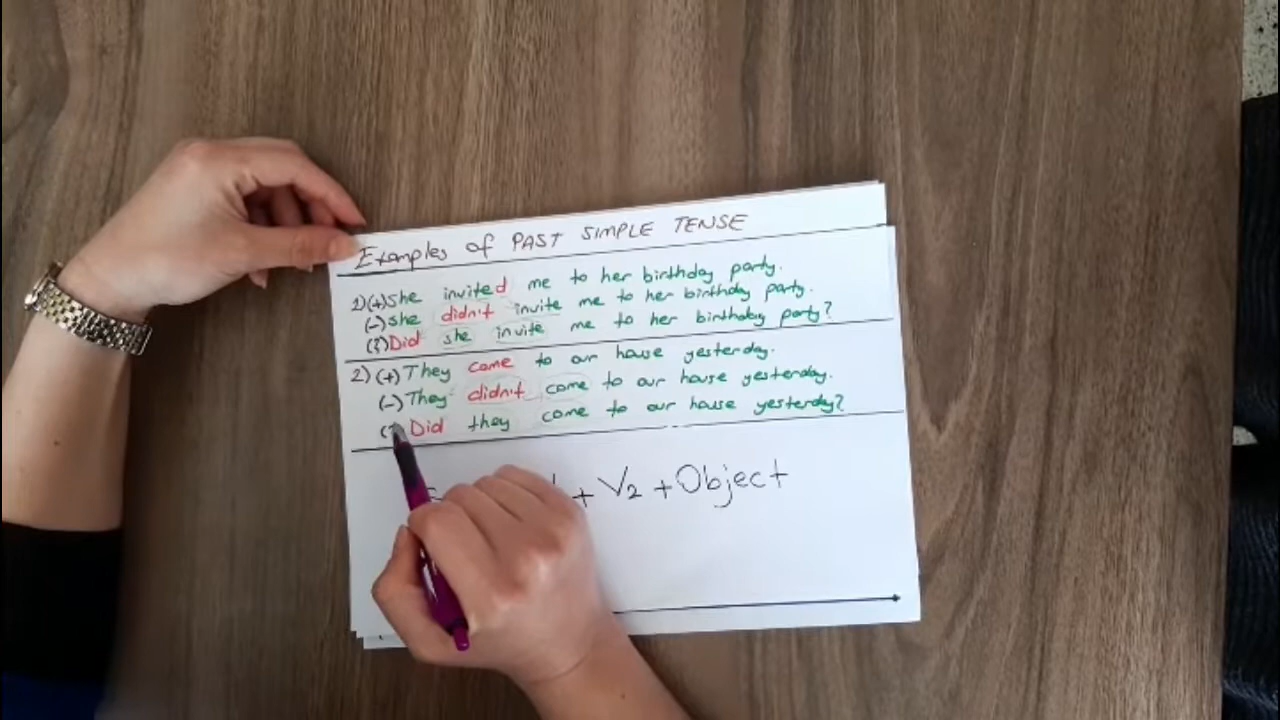 Examples of PAST SIMPLE TENSE
1)(+)She invited me to her birthday party.
(-)She didn't invite me to her birthday party.
(?)Did she invite me to her birthday party?
2) (+)They came to our house yesterday.
(-)They didn't come to our house yesterday.
Did they come to our house yesterday?
+ V2 + Object